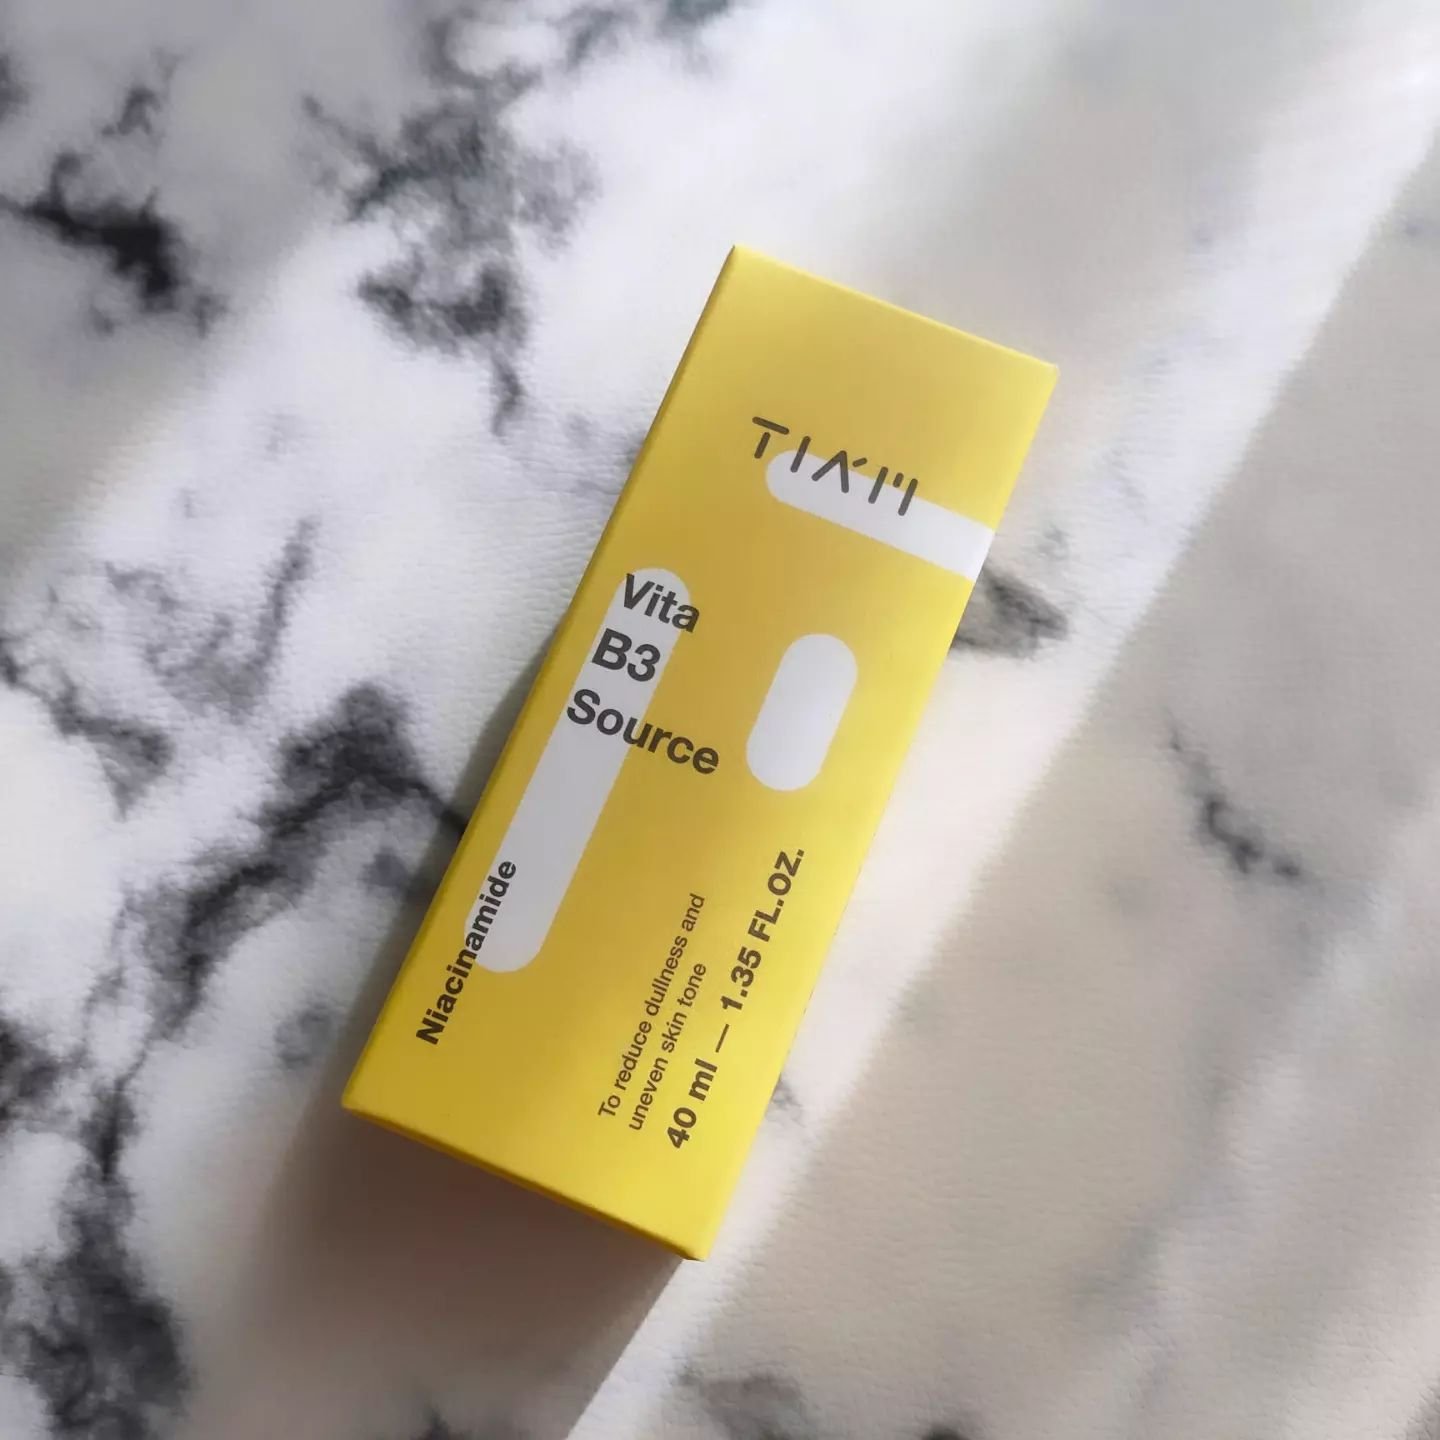 TIAM
Vita
B3
Source
Niacinamide
To reduce dullness and
uneven skin tone
40 ml — 1.35 FL.OZ.